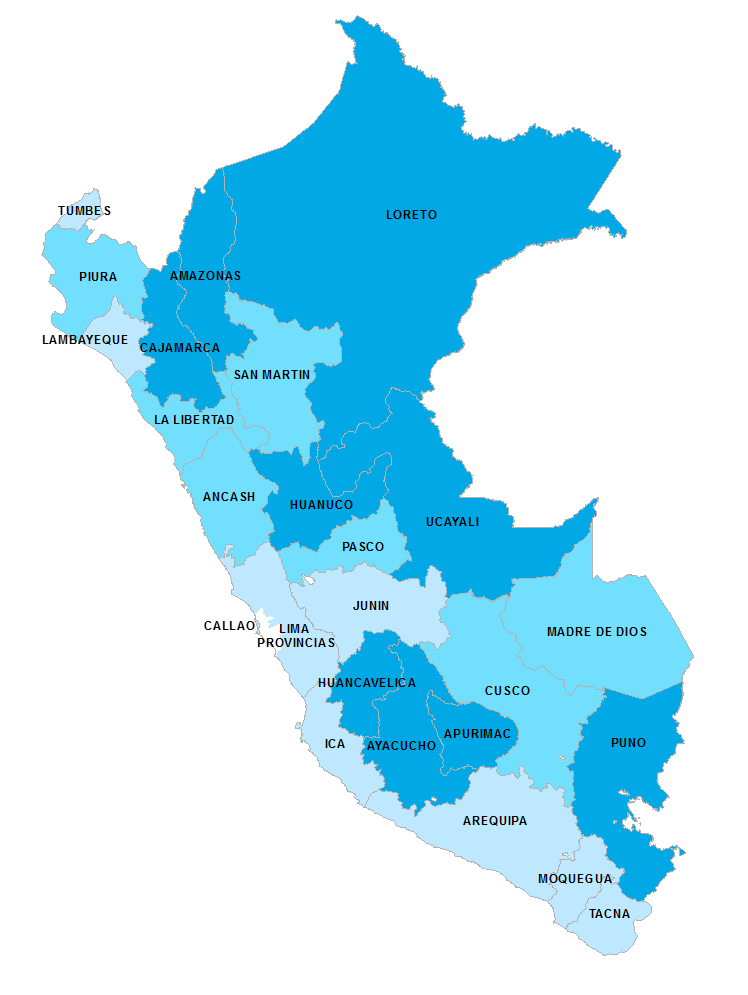 TUMBES
LORETO
PIURA
AMAZONAS
LAMBAYEQUE
CAJAMARCA
SAN MARTIN
LA LIBERTAD
ANCASH
HUANUCO
UCAYALI
PASCO
JUNIN
CALLAO
LIMA
PROVINCIAS
MADRE DE DIOS
HUANCAVELICA
CUSCO
ICA
AYACUCHO
APURIMAC
PUNO
AREQUIPA
MOQUEGUA
TACNA